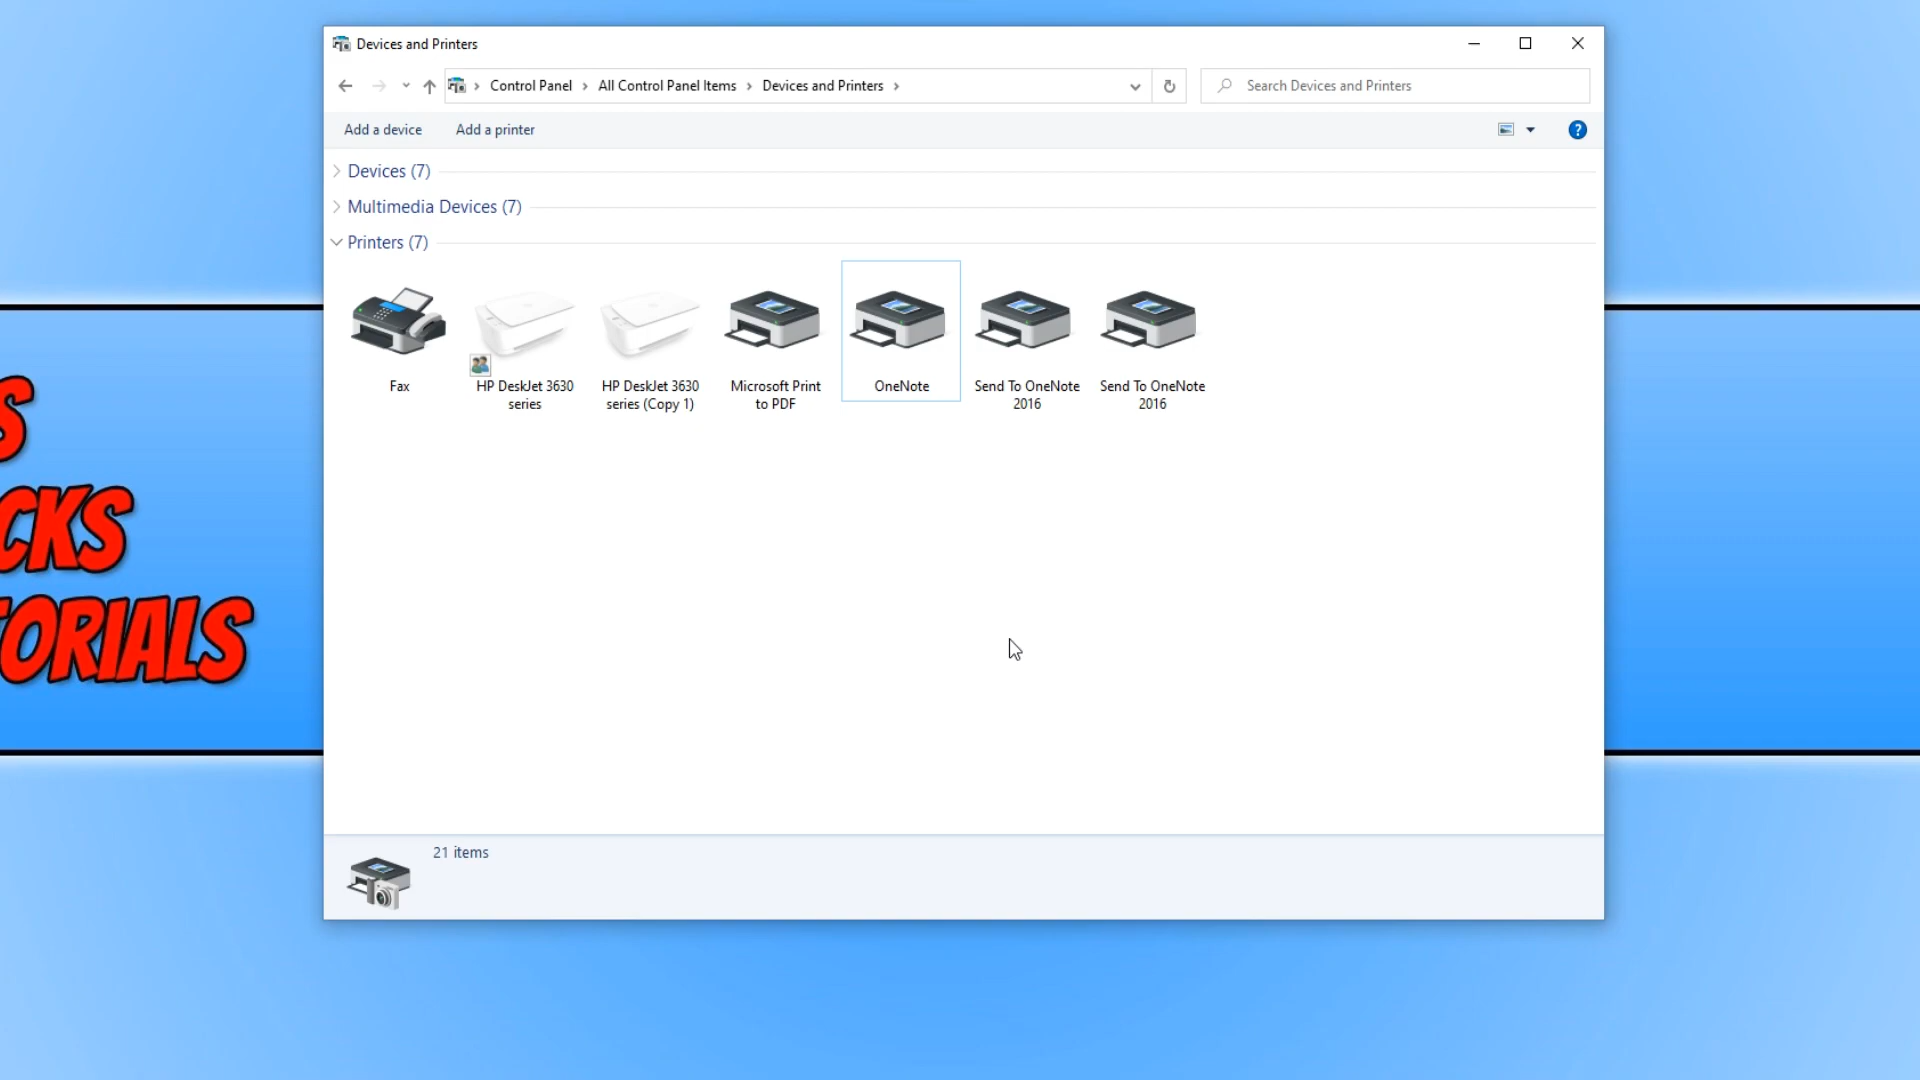 Devices and Printers
Control Panel > All Control Panel Items > Devices and Printers >
Search Devices and Printers
Add a device Add a printer
?
Devices (7)
Multimedia Devices (7)
Printers (7)
Fax
HP DeskJet 3630
series
HP DeskJet 3630
series (Copy 1)
Microsoft Print
to PDF
OneNote
Send To OneNote
2016
Send To OneNote
2016
S
CKS
TORIALS
21 items